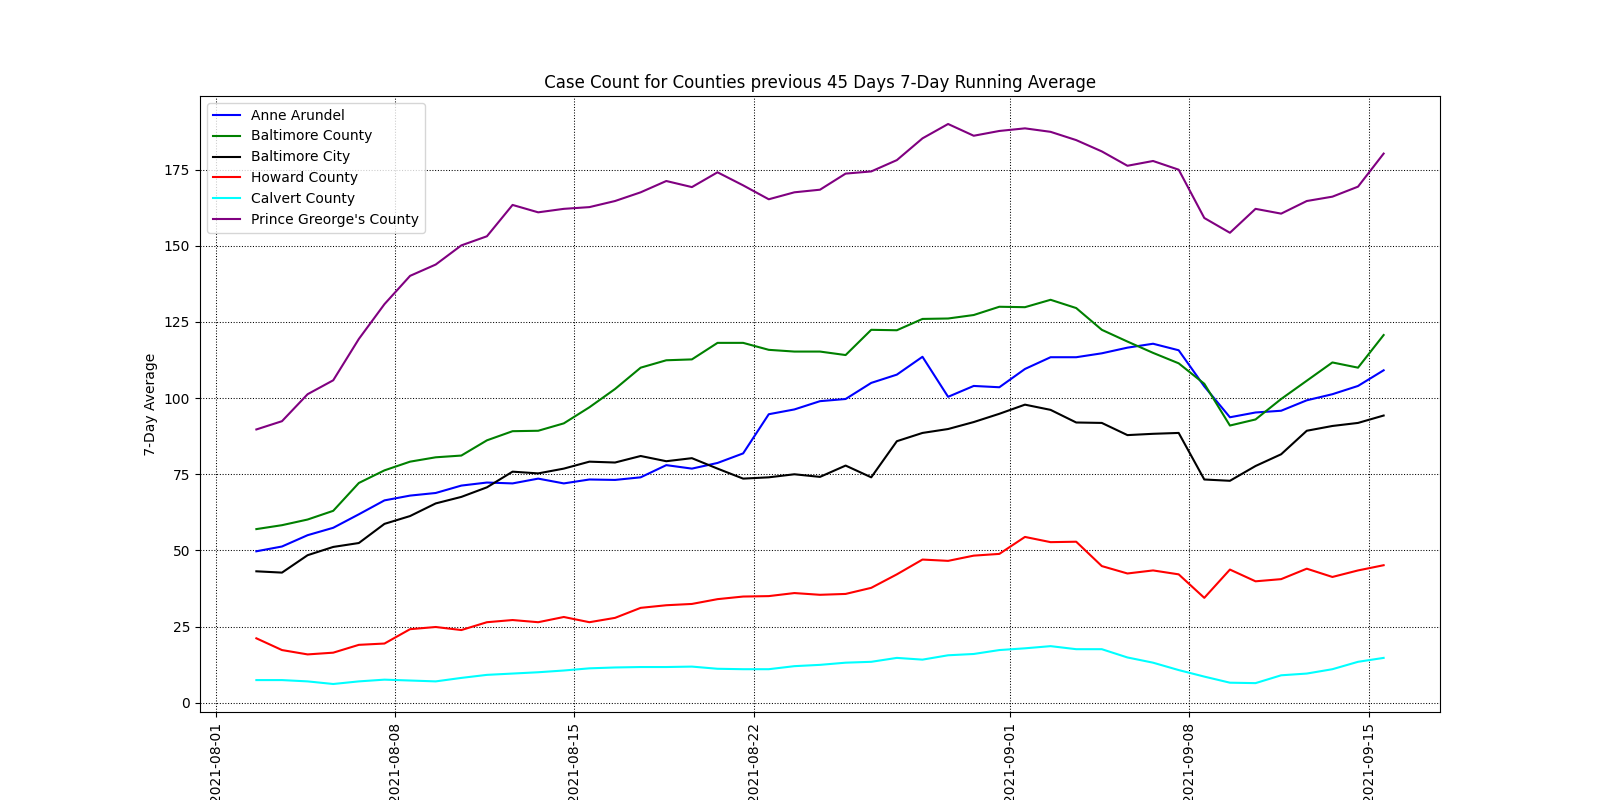 Case Count for Counties previous 45 Days 7-Day Running Average
Anne Arundel
Baltimore County
Baltimore City
Howard County
Calvert County
Prince Greorge's County
7-Day Average
175
150
125
100
75
50
25
0
2021-08-01
2021-08-08
2021-08-15
2021-08-22
2021-09-01
2021-09-08
2021-09-15